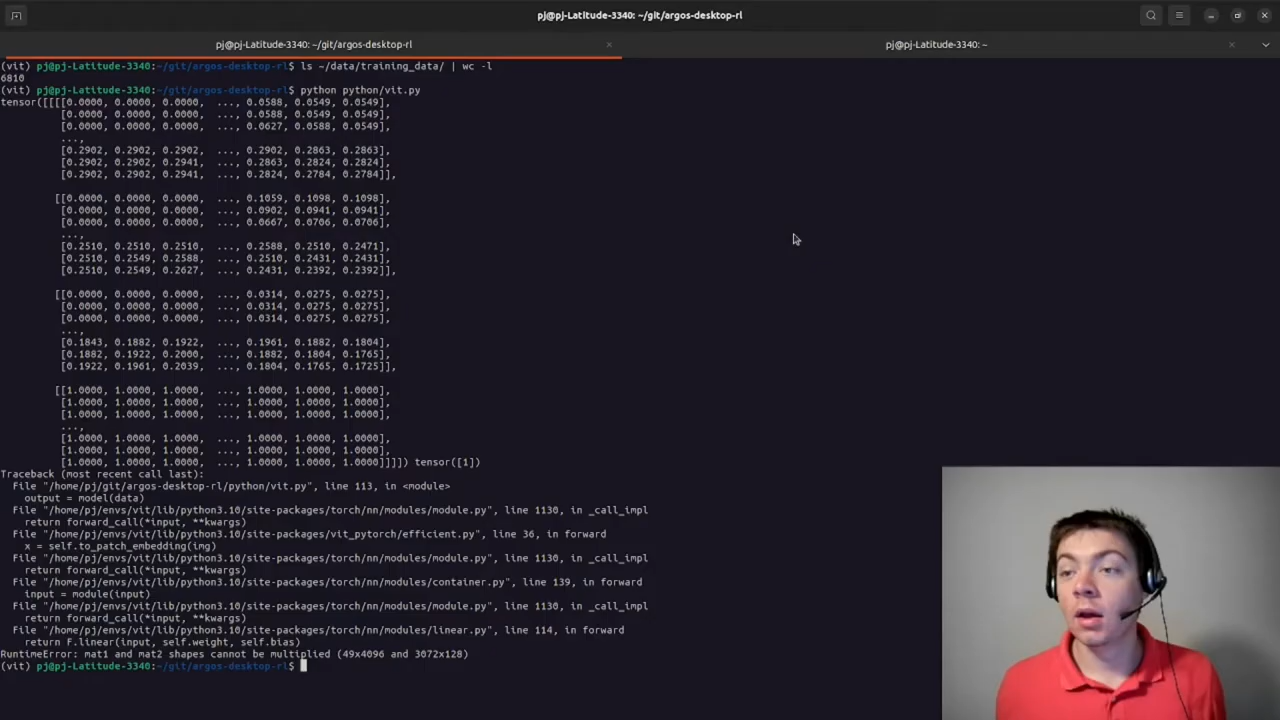 pj@pj-Latitude-3340: ~/git/argos-desktop-rl
pj@pj-Latitude-3340: ~/git/argos-desktop-rl
pj@pj-Latitude-3340: ~
(vit) pj@pj-Latitude-3340:~/git/argos-desktop-rl$ ls ~/data/training_data/ | wc -l
6810
(vit) pj@pj-Latitude-3340:~/git/argos-desktop-rl$ python python/vit.py
tensor([[[[0.0000, 0.0000, 0.0000,  ..., 0.0588, 0.0549, 0.0549],
[0.0000, 0.0000, 0.0000,  ..., 0.0588, 0.0549, 0.0549],
[0.0000, 0.0000, 0.0000,  ..., 0.0627, 0.0588, 0.0549],
...,
[0.2902, 0.2902, 0.2902,  ..., 0.2902, 0.2863, 0.2863],
[0.2902, 0.2902, 0.2941,  ..., 0.2863, 0.2824, 0.2824],
[0.2902, 0.2902, 0.2941,  ..., 0.2824, 0.2784, 0.2784]],
[[0.0000, 0.0000, 0.0000,  ..., 0.1059, 0.1098, 0.1098],
[0.0000, 0.0000, 0.0000,  ..., 0.0902, 0.0941, 0.0941],
[0.0000, 0.0000, 0.0000,  ..., 0.0667, 0.0706, 0.0706],
...,
[0.2510, 0.2510, 0.2510,  ..., 0.2588, 0.2510, 0.2471],
[0.2510, 0.2549, 0.2588,  ..., 0.2510, 0.2431, 0.2431],
[0.2510, 0.2549, 0.2627,  ..., 0.2431, 0.2392, 0.2392]],
[[0.0000, 0.0000, 0.0000,  ..., 0.0314, 0.0275, 0.0275],
[0.0000, 0.0000, 0.0000,  ..., 0.0314, 0.0275, 0.0275],
[0.0000, 0.0000, 0.0000,  ..., 0.0314, 0.0275, 0.0275],
...,
[0.1843, 0.1882, 0.1922,  ..., 0.1961, 0.1882, 0.1804],
[0.1882, 0.1922, 0.2000,  ..., 0.1882, 0.1804, 0.1765],
[0.1922, 0.1961, 0.2039,  ..., 0.1804, 0.1765, 0.1725]],
[[1.0000, 1.0000, 1.0000,  ..., 1.0000, 1.0000, 1.0000],
[1.0000, 1.0000, 1.0000,  ..., 1.0000, 1.0000, 1.0000],
[1.0000, 1.0000, 1.0000,  ..., 1.0000, 1.0000, 1.0000],
...,
[1.0000, 1.0000, 1.0000,  ..., 1.0000, 1.0000, 1.0000],
[1.0000, 1.0000, 1.0000,  ..., 1.0000, 1.0000, 1.0000],
[1.0000, 1.0000, 1.0000,  ..., 1.0000, 1.0000, 1.0000]]]]) tensor([1])
Traceback (most recent call last):
File "/home/pj/git/argos-desktop-rl/python/vit.py", line 113, in <module>
output = model(data)
File "/home/pj/envs/vit/lib/python3.10/site-packages/torch/nn/modules/module.py", line 1130, in _call_impl
return forward_call(*input, **kwargs)
File "/home/pj/envs/vit/lib/python3.10/site-packages/vit_pytorch/efficient.py", line 36, in forward
x = self.to_patch_embedding(img)
File "/home/pj/envs/vit/lib/python3.10/site-packages/torch/nn/modules/module.py", line 1130, in _call_impl
return forward_call(*input, **kwargs)
File "/home/pj/envs/vit/lib/python3.10/site-packages/torch/nn/modules/container.py", line 139, in forward
input = module(input)
File "/home/pj/envs/vit/lib/python3.10/site-packages/torch/nn/modules/module.py", line 1130, in _call_impl
return forward_call(*input, **kwargs)
File "/home/pj/envs/vit/lib/python3.10/site-packages/torch/nn/modules/linear.py", line 114, in forward
return F.linear(input, self.weight, self.bias)
RuntimeError: mat1 and mat2 shapes cannot be multiplied (49x4096 and 3072x128)
(vit) pj@pj-Latitude-3340:~/git/argos-desktop-rl$